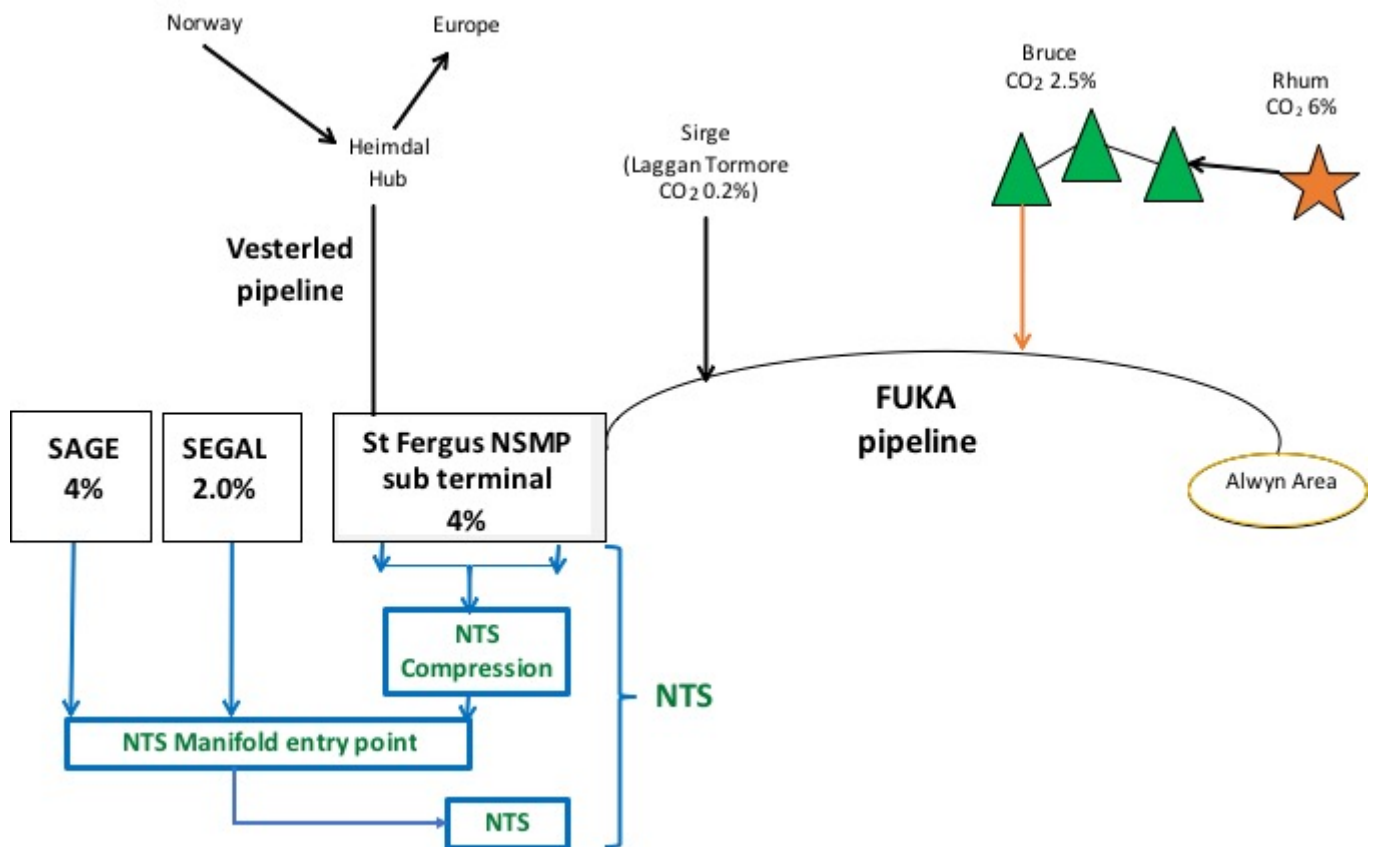 Norway
Europe
Heimdal
Hub
Vesterled
pipeline
Sirge
(Laggan Tormore
CO2 0.2%)
Bruce
CO2 2.5%
Rhum
CO2 6%
FUKA
pipeline
Alwyn Area
SAGE
4%
SEGAL
2.0%
St Fergus NSMP
sub terminal
4%
NTS
Compression
NTS
NTS Manifold entry point
NTS